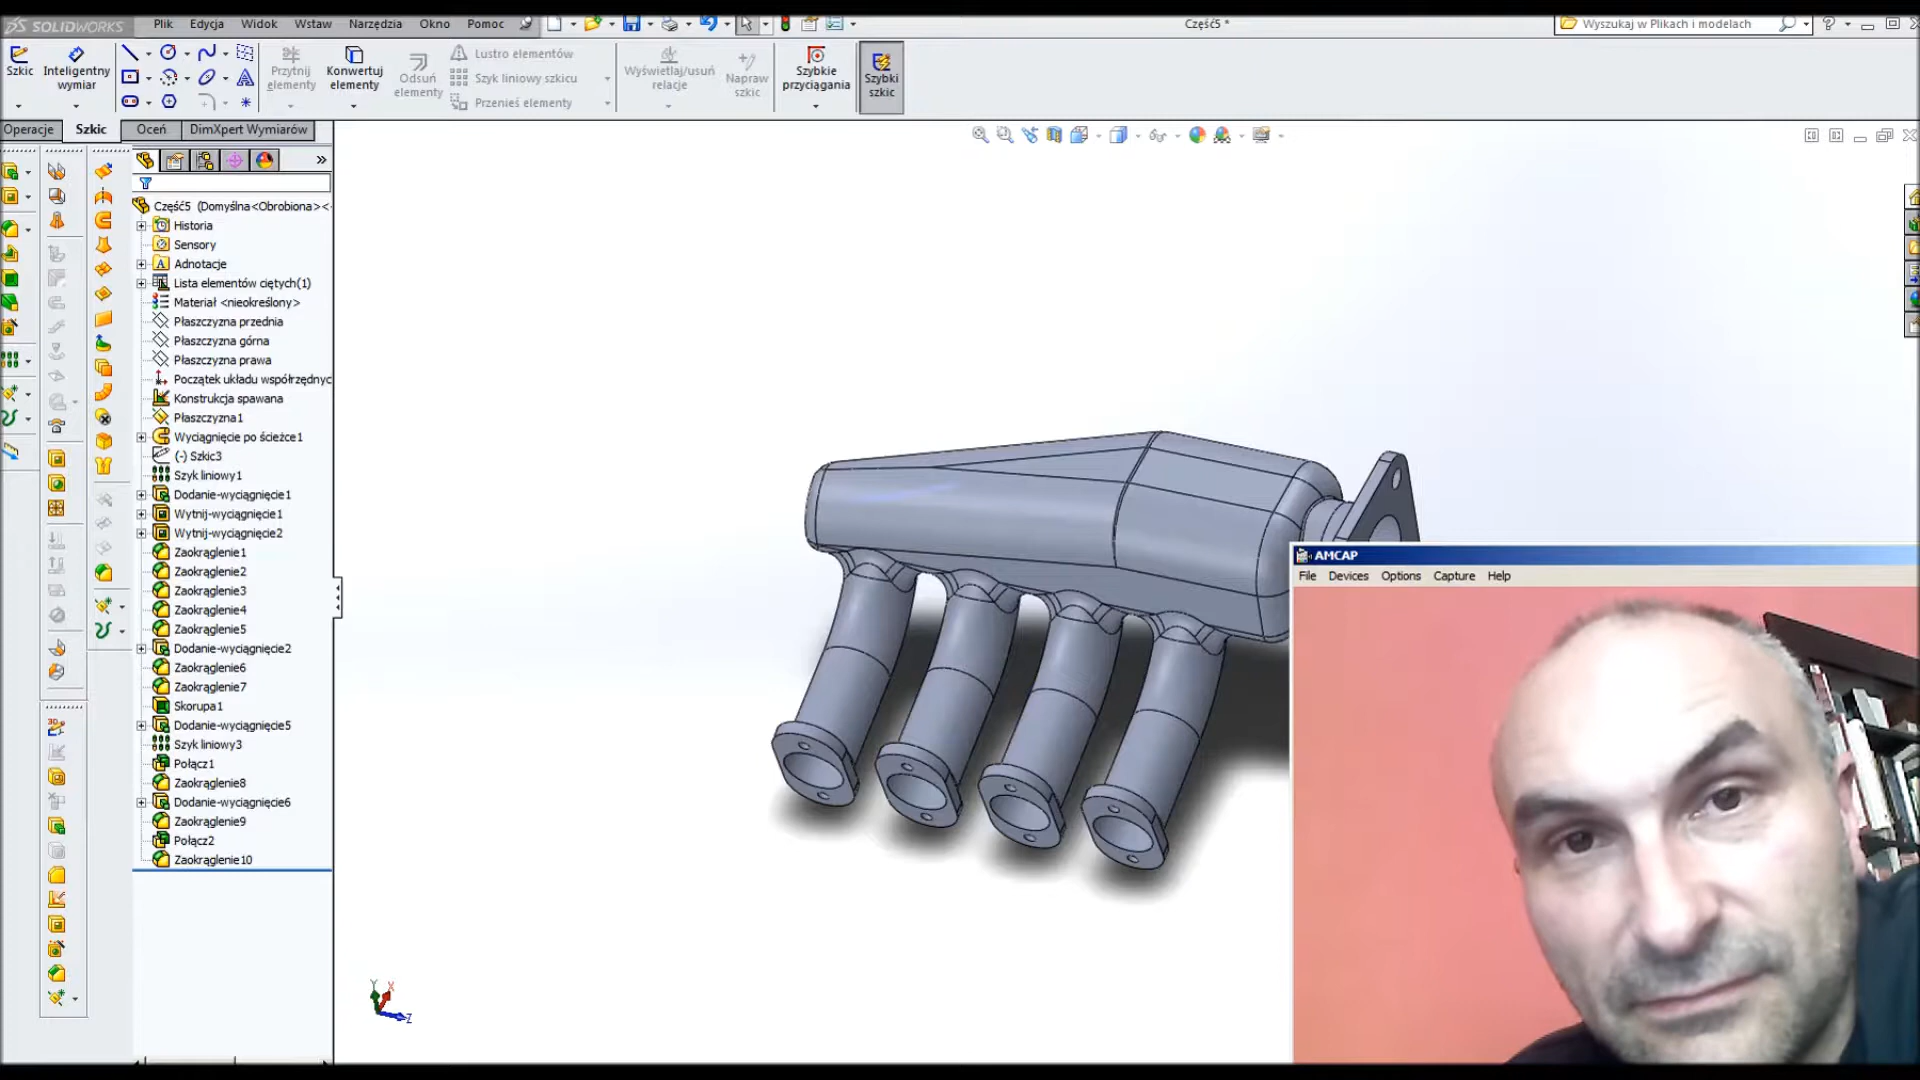 SOLIDWORKS Plik Edycja Widok Wstaw Narzędzia Okno Pomoc Część5 * Wyszukaj w Plikach i modelach
Szkic
Inteligentny wymiar
Przytnij elementy
Konwertuj elementy
Odsuń elementy
Lustro elementów
Szyk liniowy szkicu
Przenieś elementy
Wyświetlaj/usuń relacje
Napraw szkic
Szybkie przyciągania
Szybki szkic
Operacje Szkic Oceń DimXpert Wymiarów
Część5 (Domyślna<Obrobiona><
Historia
Sensory
Adnotacje
Lista elementów ciętych(1)
Materiał <nieokreślony>
Płaszczyzna przednia
Płaszczyzna górna
Płaszczyzna prawa
Początek układu współrzędnyc
Konstrukcja spawana
Płaszczyzna1
Wyciągnięcie po ścieżce1
(-) Szkic3
Szyk liniowy1
Dodanie-wyciągnięcie1
Wytnij-wyciągnięcie1
Wytnij-wyciągnięcie2
Zaokrąglenie1
Zaokrąglenie2
Zaokrąglenie3
Zaokrąglenie4
Zaokrąglenie5
Dodanie-wyciągnięcie2
Zaokrąglenie6
Zaokrąglenie7
Skorupa1
Dodanie-wyciągnięcie5
Szyk liniowy3
Połącz1
Zaokrąglenie8
Dodanie-wyciągnięcie6
Zaokrąglenie9
Połącz2
Zaokrąglenie10
Y X
Z
AMCAP
File Devices Options Capture Help